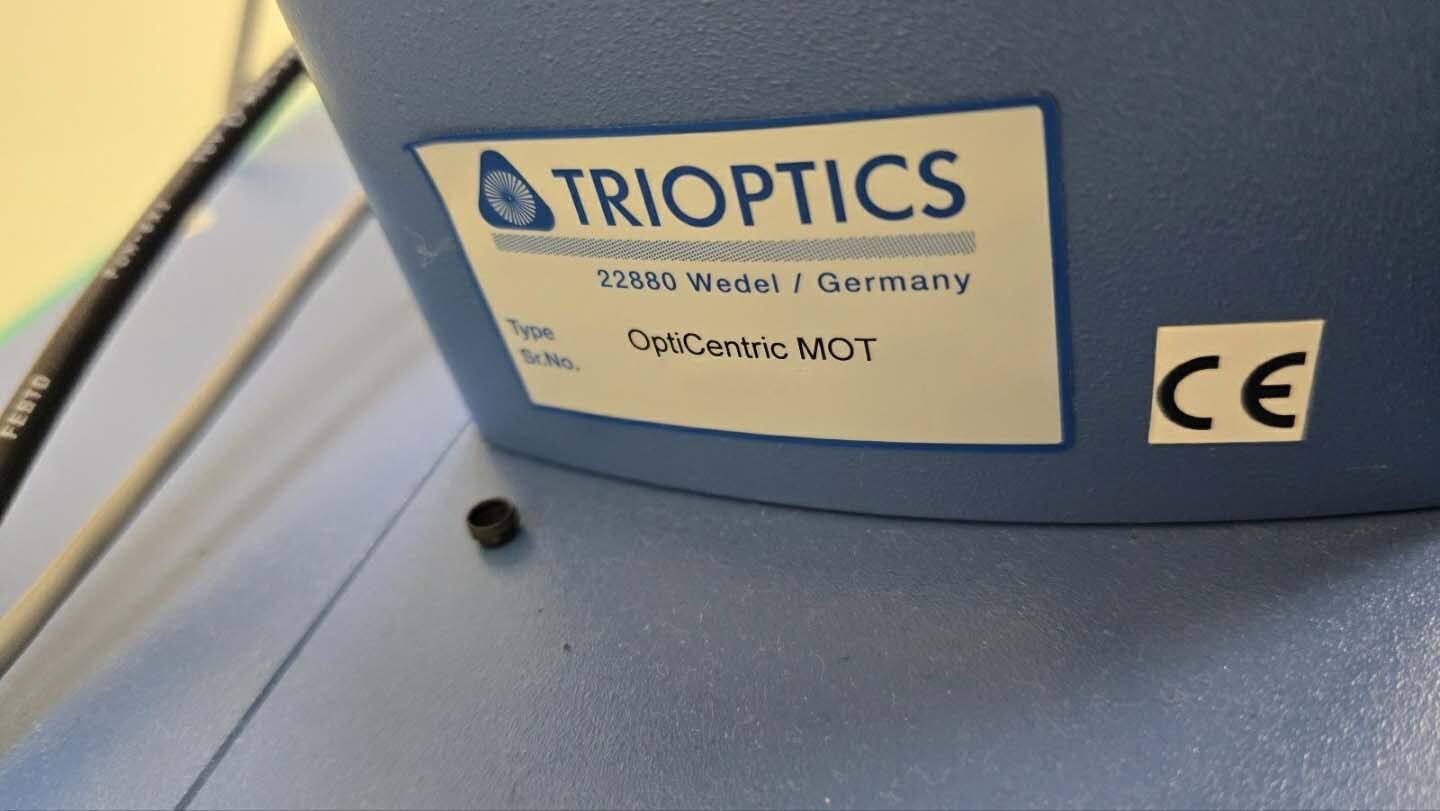 TRIOPTICS
22880 Wedel / Germany
Type OptiCentric MOT
Sr.No.
CE
FESTO